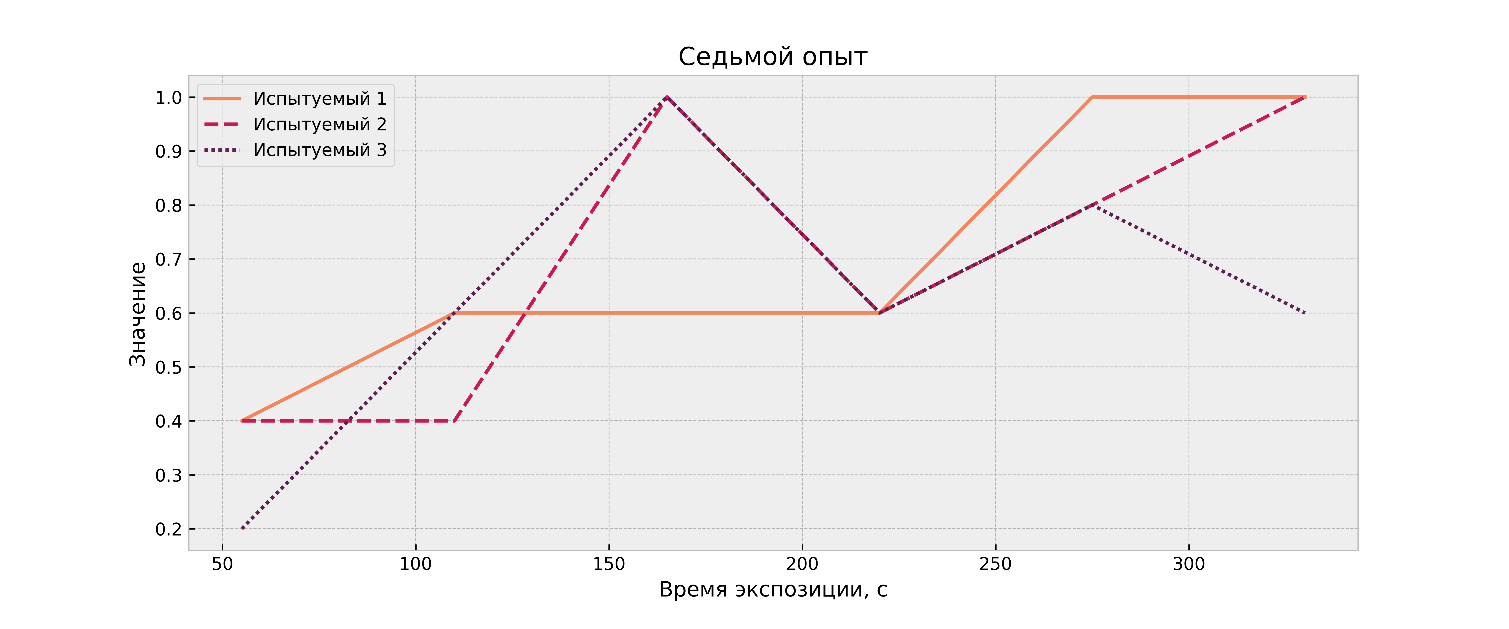 Седьмой опыт
Испытуемый 1
Испытуемый 2
Испытуемый 3
Значение
1.0
0.9
0.8
0.7
0.6
0.5
0.4
0.3
0.2
50 100 150 200 250 300
Время экспозиции, с